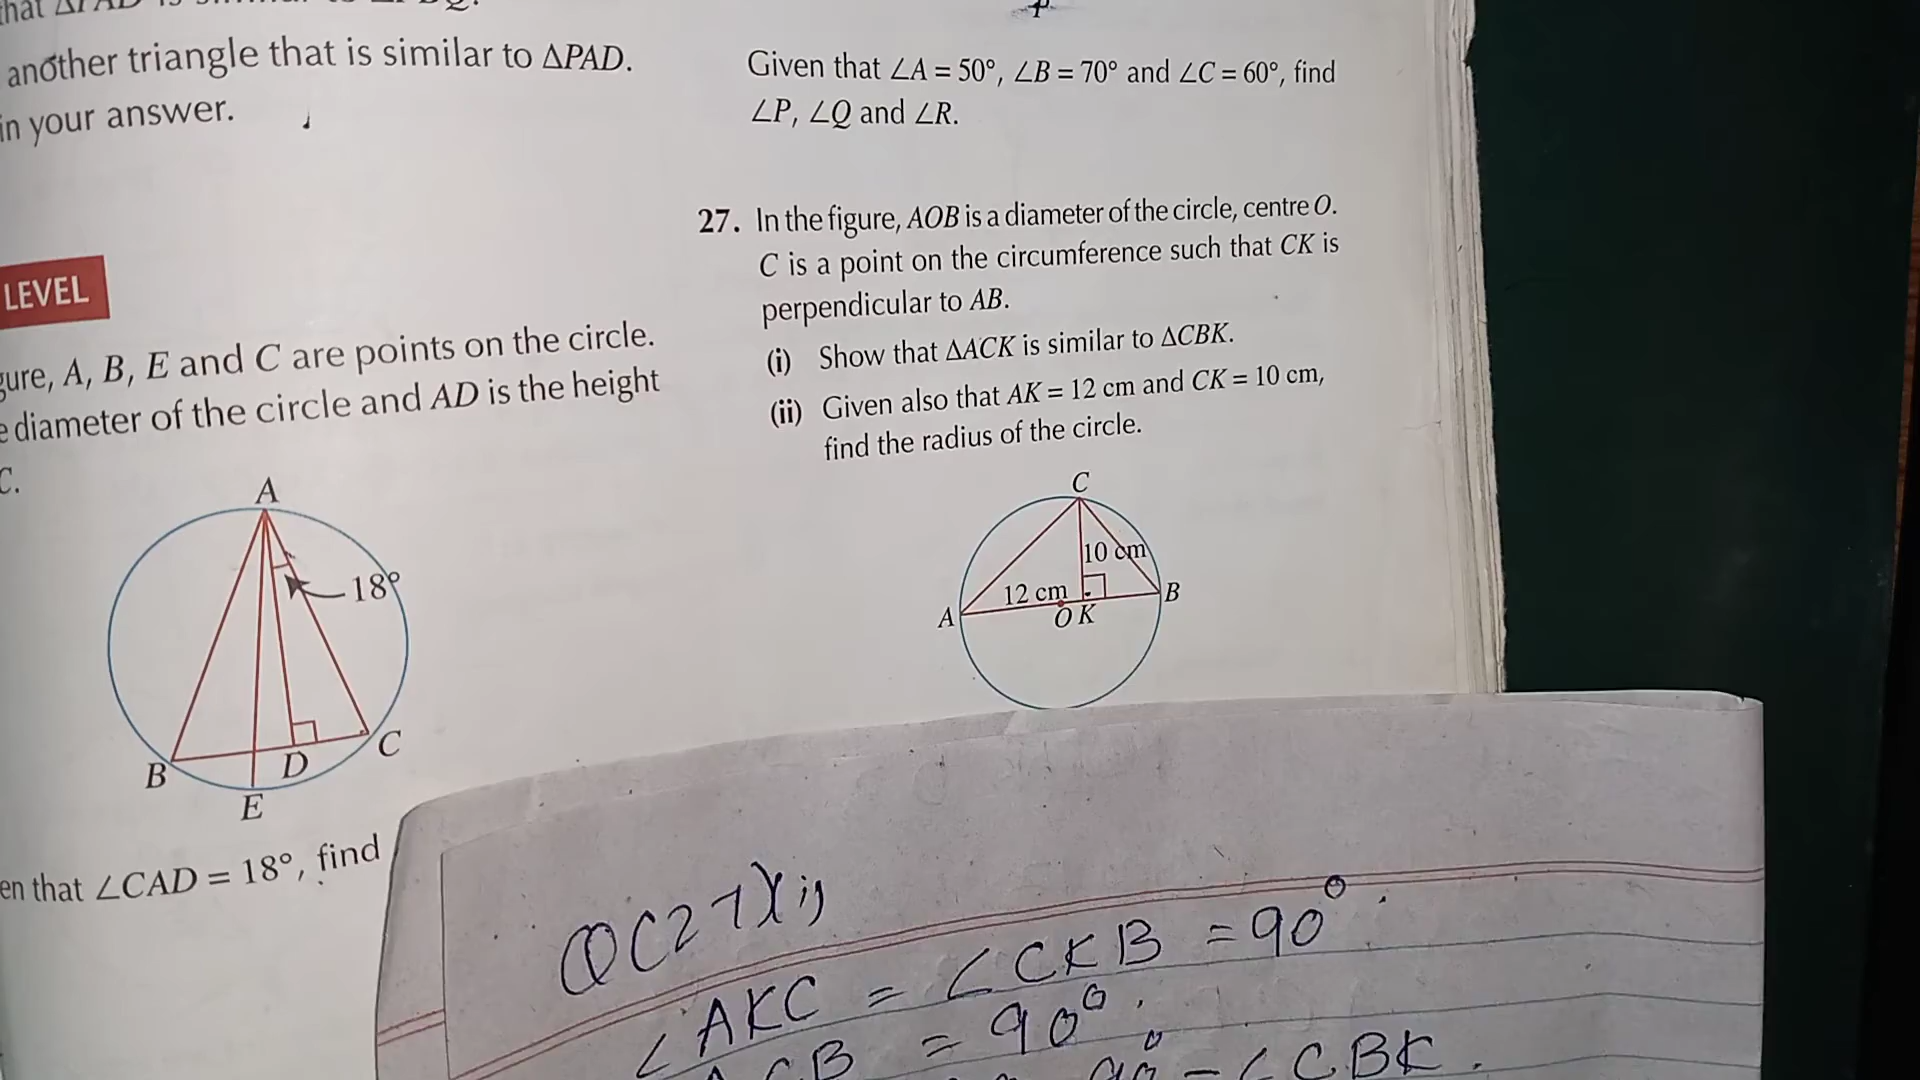 another triangle that is similar to ΔPAD.
in your answer.
LEVEL
gure, A, B, E and C are points on the circle.
e diameter of the circle and AD is the height
C.
A
18°
B
D
C
E
en that ∠CAD = 18°, find
Given that ∠A = 50°, ∠B = 70° and ∠C = 60°, find
∠P, ∠Q and ∠R.
27. In the figure, AOB is a diameter of the circle, centre O.
C is a point on the circumference such that CK is
perpendicular to AB.
(i) Show that ΔACK is similar to ΔCBK.
(ii) Given also that AK = 12 cm and CK = 10 cm,
find the radius of the circle.
C
10 cm
12 cm
A
O K
B
Q(27)(i)
∠AKC = ∠CKB = 90°.
ACB = 90°.
90° - ∠CBK.